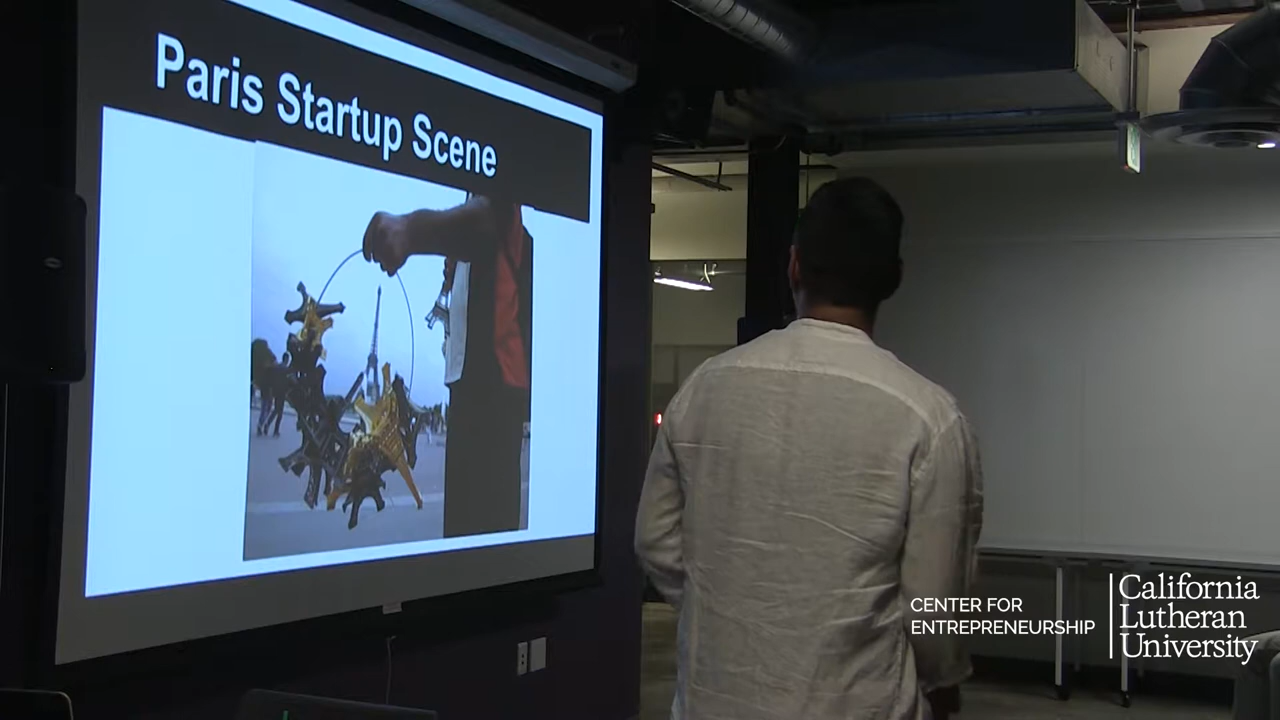 Paris Startup Scene
CENTER FOR
ENTREPRENEURSHIP
California
Lutheran
University